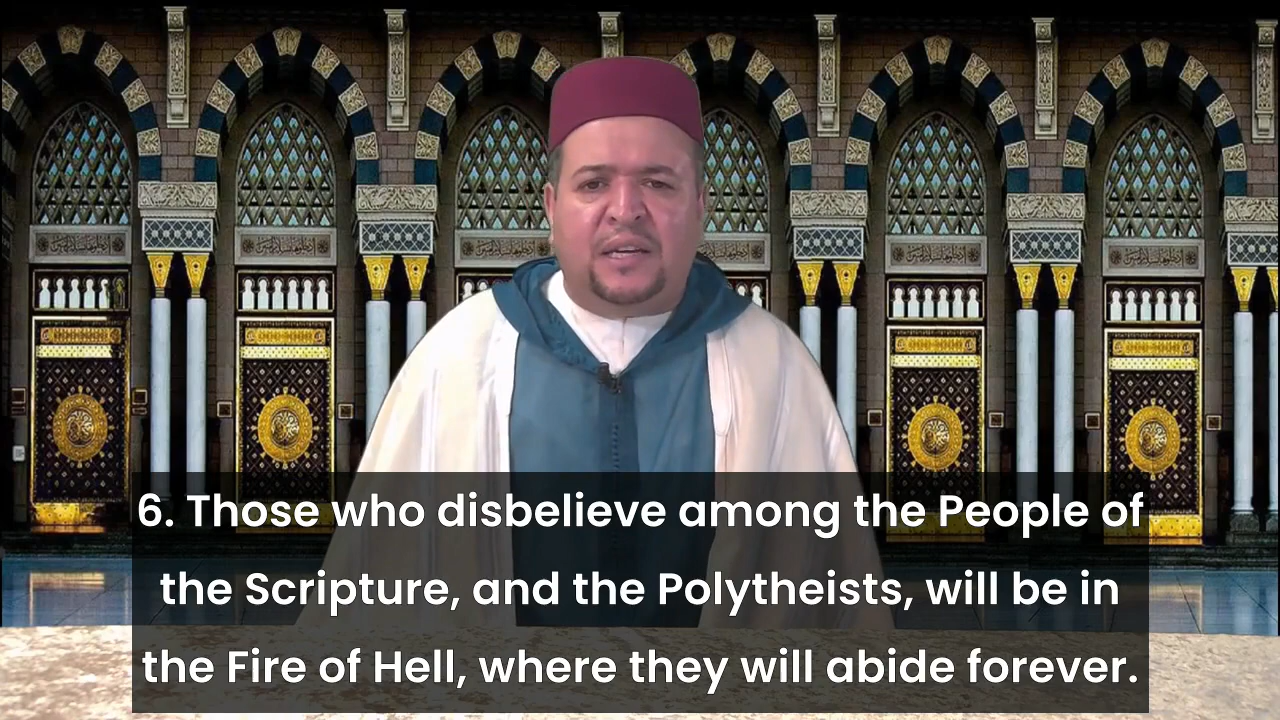 6. Those who disbelieve among the People of
the Scripture, and the Polytheists, will be in
the Fire of Hell, where they will abide forever.